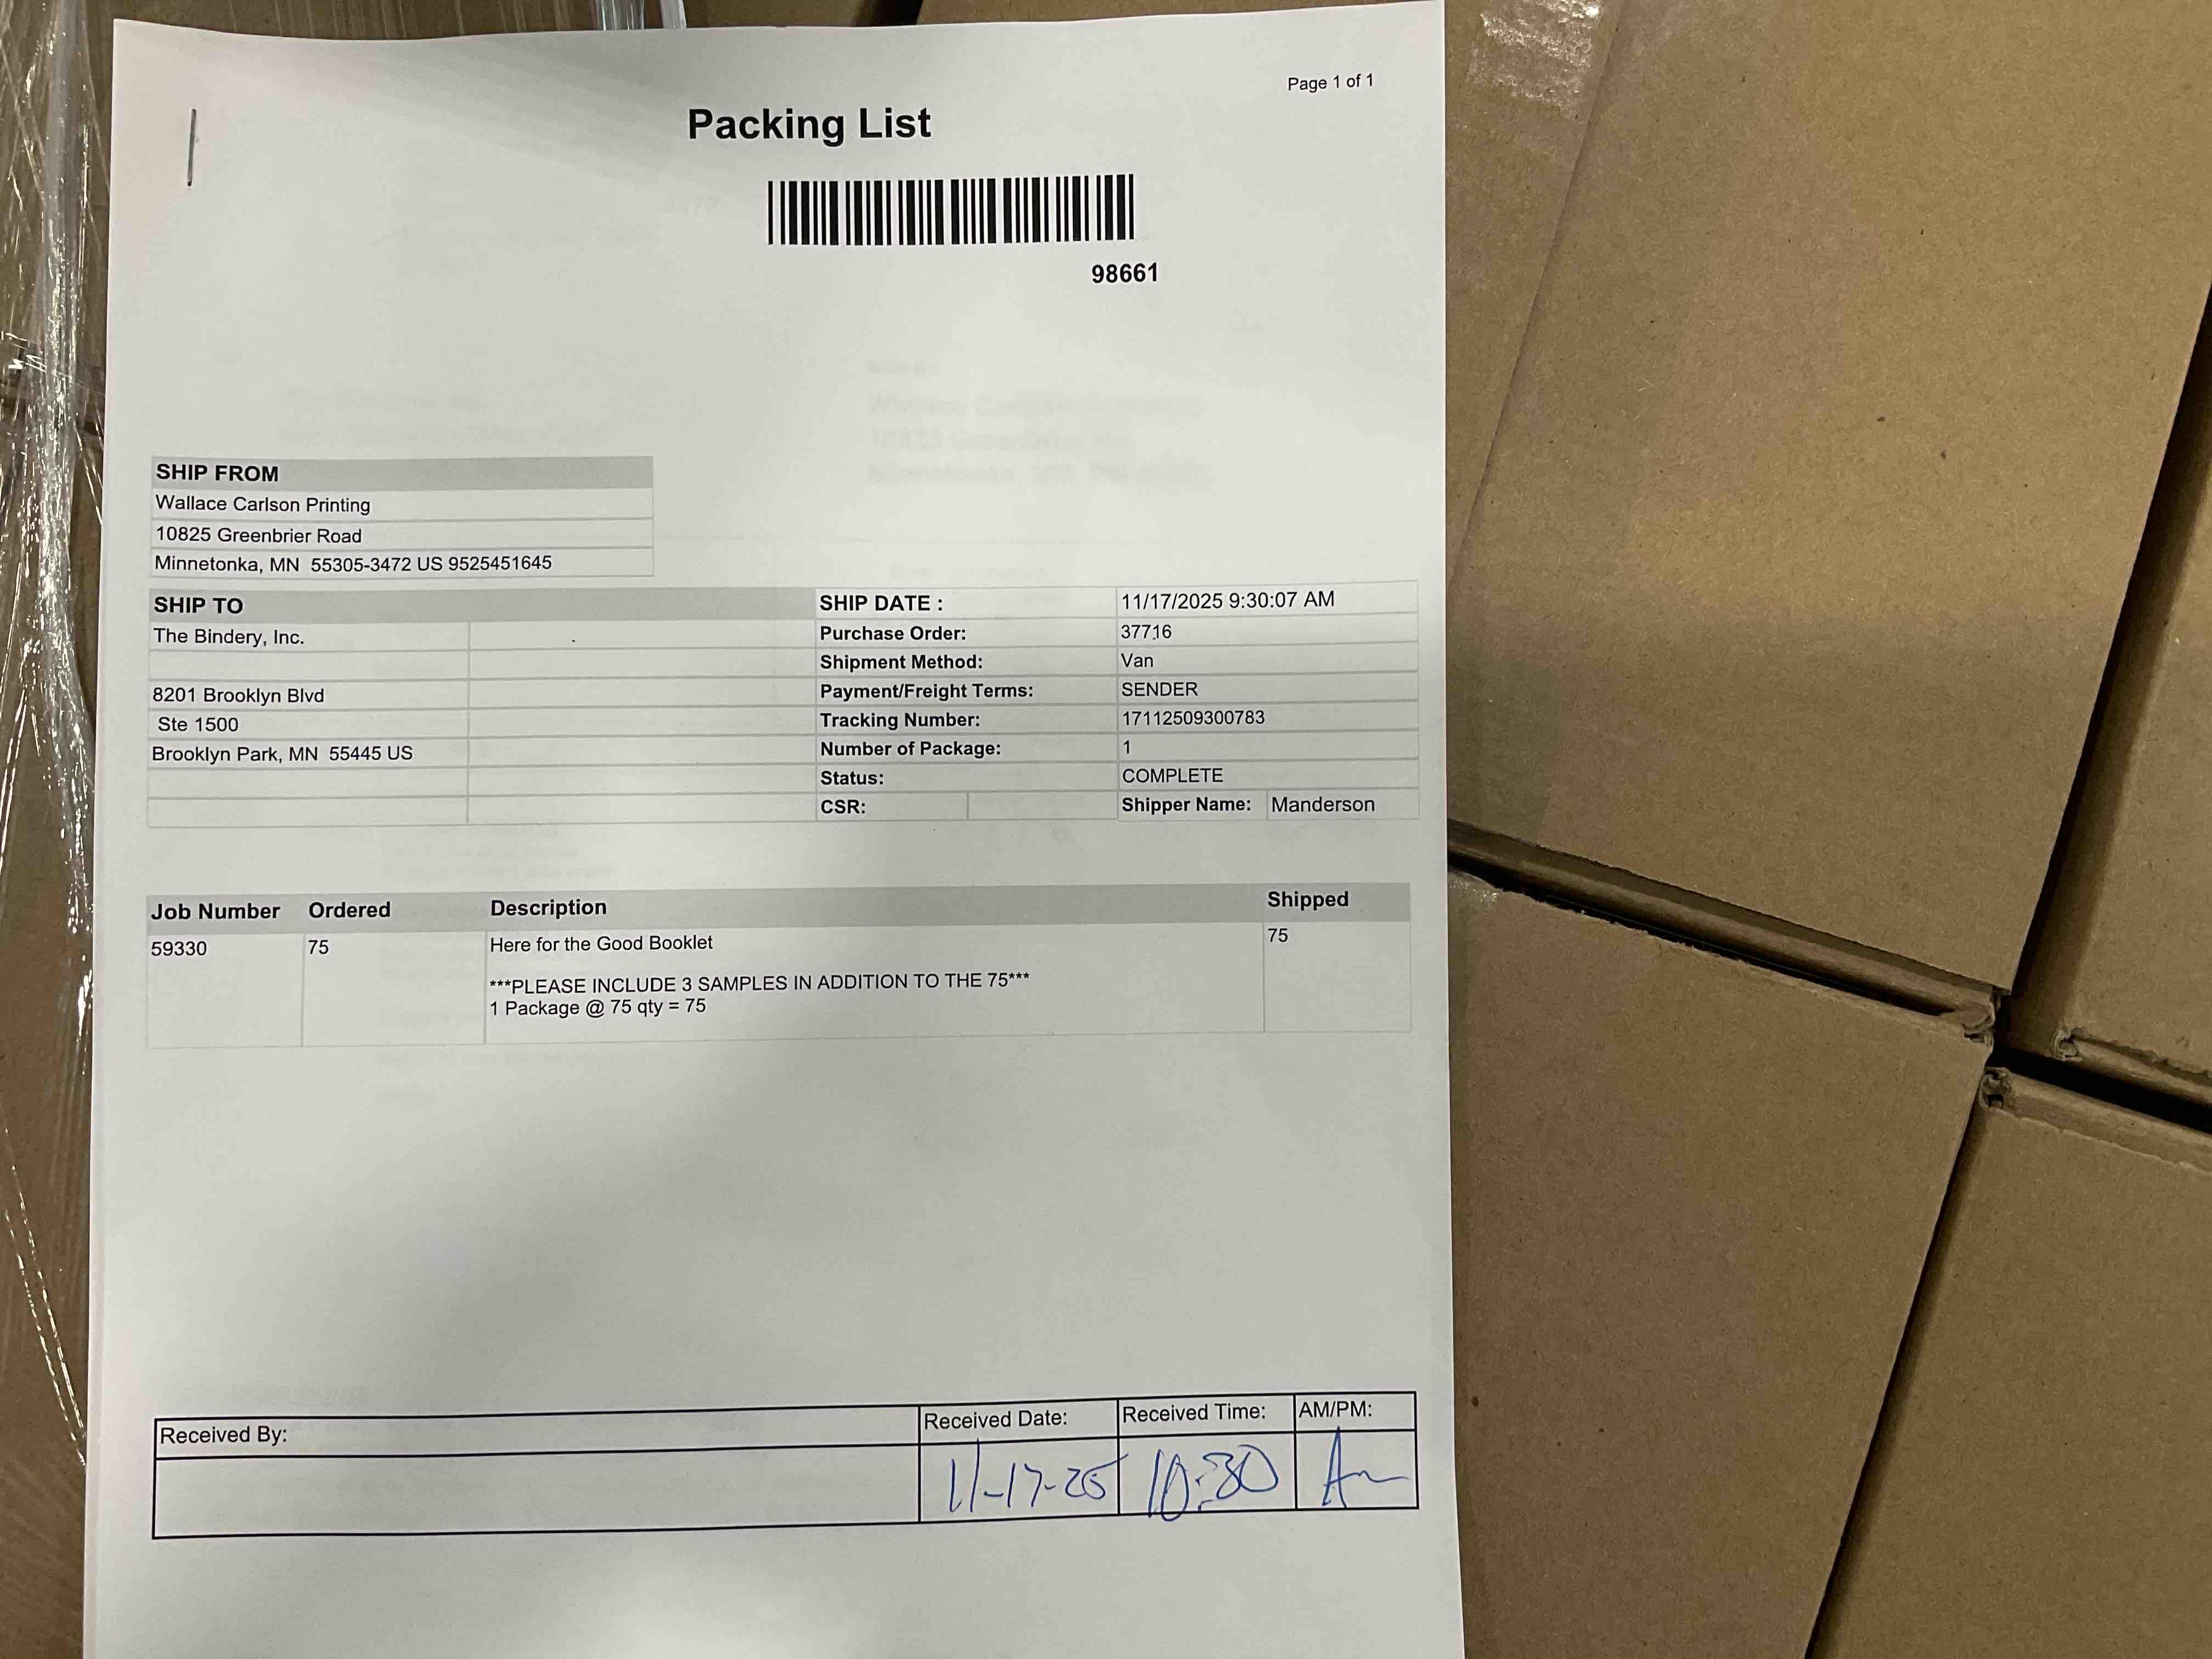 Page 1 of 1
Packing List
98661
SHIP FROM
Wallace Carlson Printing
10825 Greenbrier Road
Minnetonka, MN 55305-3472 US 9525451645
SHIP TO
The Bindery, Inc.
8201 Brooklyn Blvd
Ste 1500
Brooklyn Park, MN 55445 US
SHIP DATE : 11/17/2025 9:30:07 AM
Purchase Order: 37716
Shipment Method: Van
Payment/Freight Terms: SENDER
Tracking Number: 17112509300783
Number of Package: 1
Status: COMPLETE
CSR: Shipper Name: Manderson
Job Number Ordered Description Shipped
59330 75 Here for the Good Booklet 75
***PLEASE INCLUDE 3 SAMPLES IN ADDITION TO THE 75***
1 Package @ 75 qty = 75
Received By: Received Date: Received Time: AM/PM:
11-17-25 10:30 Am